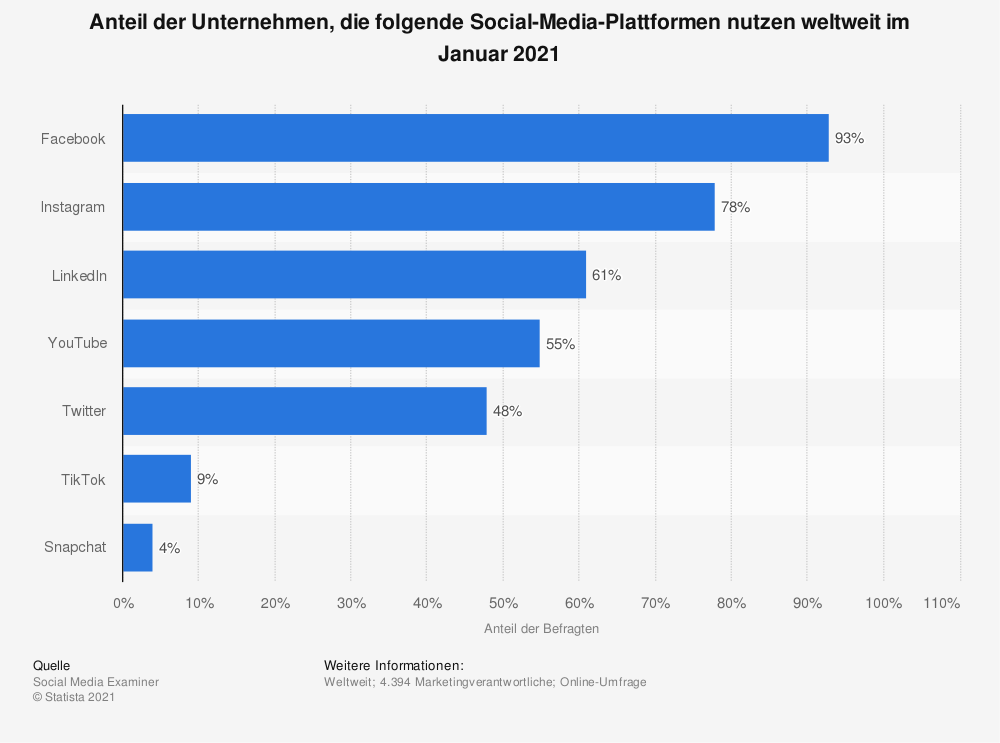 Anteil der Unternehmen, die folgende Social-Media-Plattformen nutzen weltweit im
Januar 2021
Facebook
93%
Instagram
78%
LinkedIn
61%
YouTube
55%
Twitter
48%
TikTok
9%
Snapchat
4%
0% 10% 20% 30% 40% 50% 60% 70% 80% 90% 100% 110%
Anteil der Befragten
Quelle
Social Media Examiner
© Statista 2021
Weitere Informationen:
Weltweit; 4.394 Marketingverantwortliche; Online-Umfrage